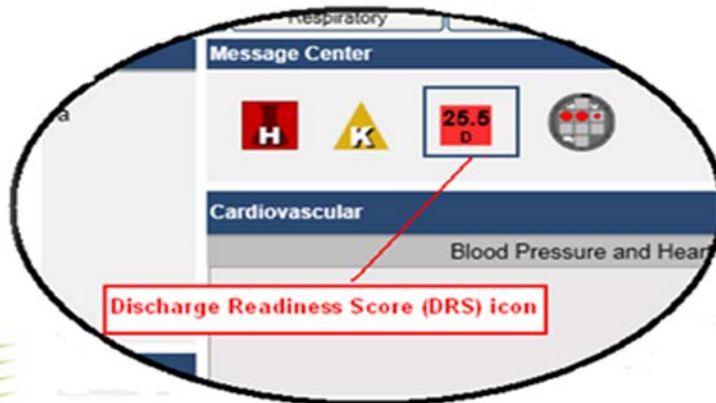 Respiratory
Message Center
a
H
K
25.5
D
Cardiovascular
Blood Pressure and Hear
Discharge Readiness Score (DRS) icon